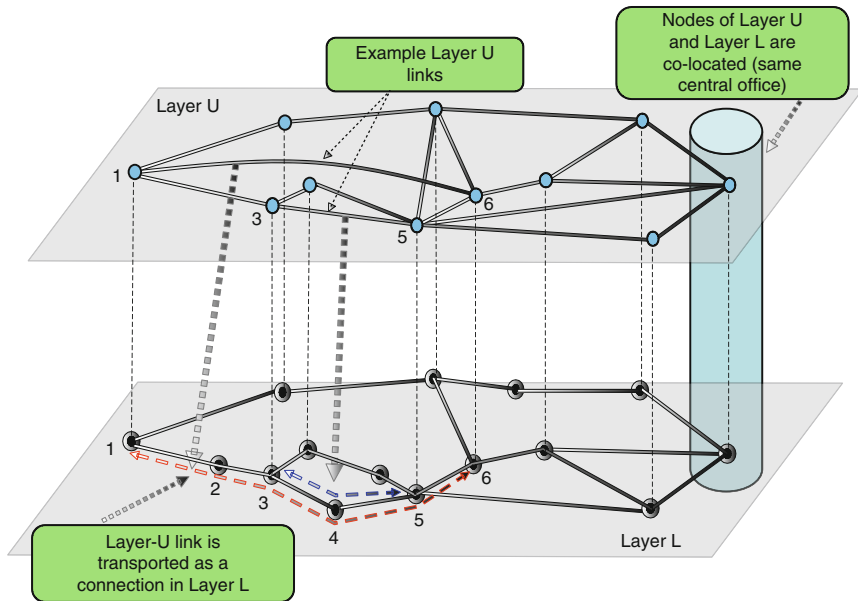 Nodes of Layer U
and Layer L are
co-located (same
central office)
Example Layer U
links
Layer U
1
3
5
6
1
2
3
4
5
6
Layer L
Layer-U link is
transported as a
connection in Layer L